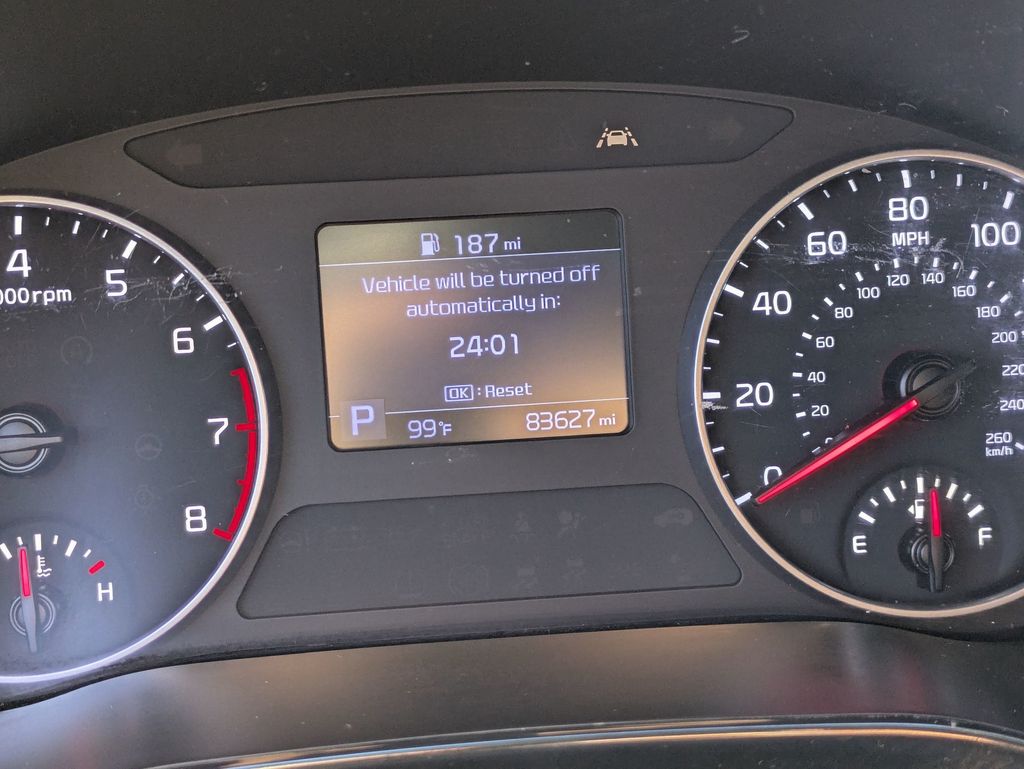 187 mi
Vehicle will be turned off
automatically in:
24:01
OK : Reset
P
99°F
83627 mi
4
5
6
7
8
000rpm
H
0
20
40
60
80
100
MPH
20
40
60
80
100
120
140
160
180
200
220
240
260
km/h
E
F